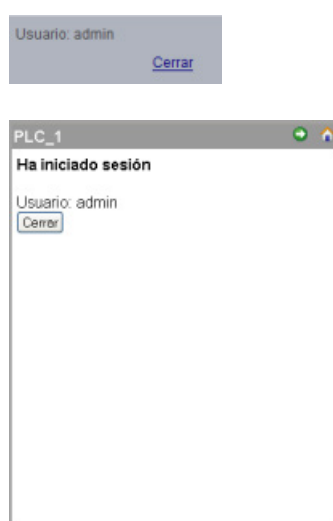 Usuario: admin
Cerrar
PLC_1
Ha iniciado sesión
Usuario: admin
Cerrar